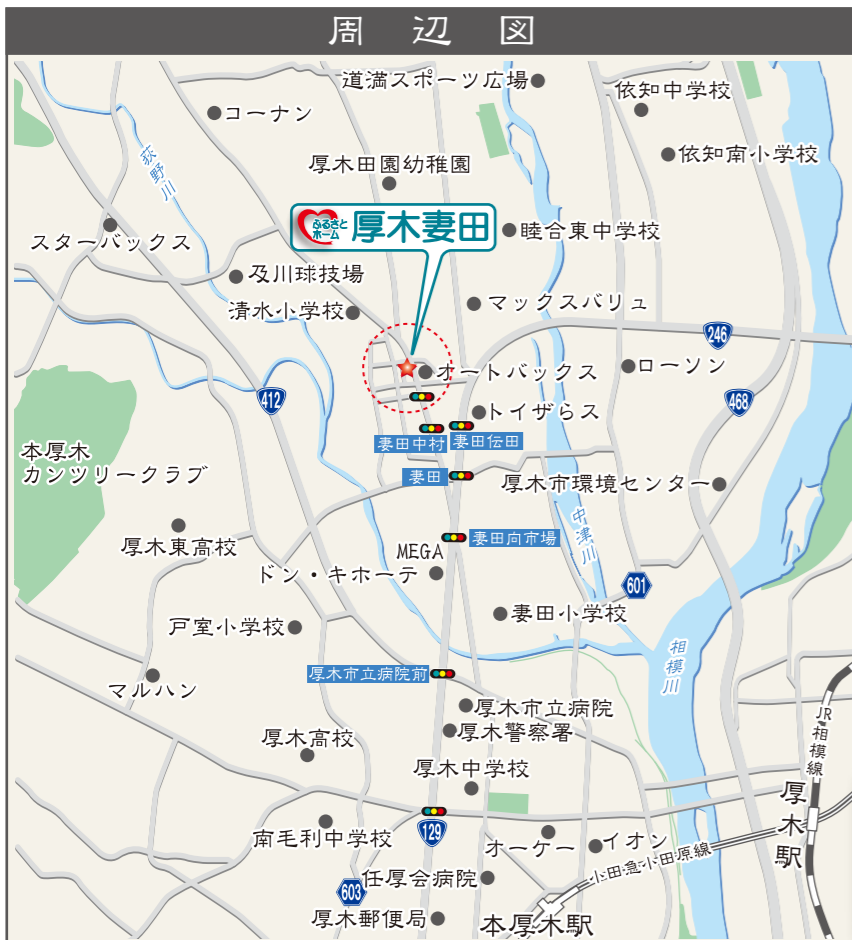 周辺図
道満スポーツ広場
依知中学校
コーナン
依知南小学校
荻野川
厚木田園幼稚園
ふるさと
ホーム
厚木妻田
スターバックス
睦合東中学校
及川球技場
清水小学校
マックスバリュ
246
オートバックス
ローソン
412
468
トイザらス
妻田中村
妻田伝田
本厚木
カンツリークラブ
妻田
厚木市環境センター
中津川
厚木東高校
妻田向市場
MEGA
ドン・キホーテ
601
妻田小学校
戸室小学校
相模川
厚木市立病院前
マルハン
厚木市立病院
JR相模線
厚木警察署
厚木高校
厚木中学校
厚木駅
129
南毛利中学校
オーケー
イオン
小田急小田原線
任厚会病院
603
厚木郵便局
本厚木駅